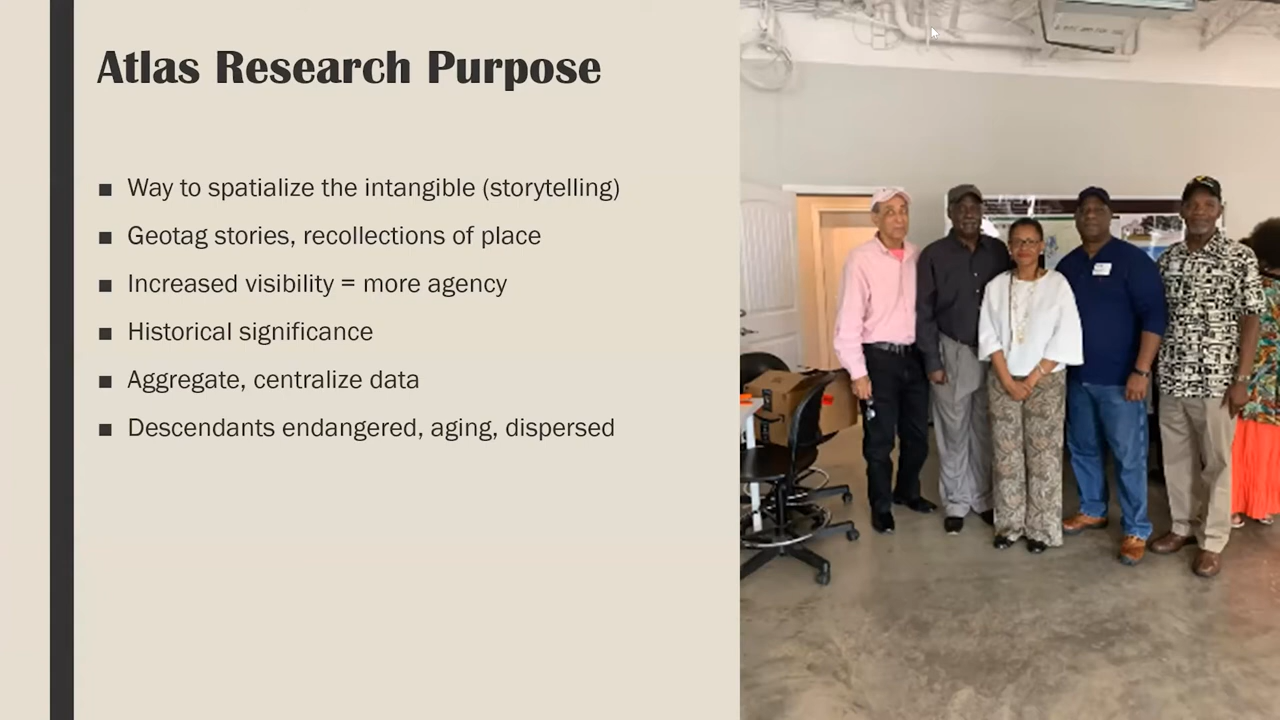 Atlas Research Purpose
■ Way to spatialize the intangible (storytelling)
■ Geotag stories, recollections of place
■ Increased visibility = more agency
■ Historical significance
■ Aggregate, centralize data
■ Descendants endangered, aging, dispersed